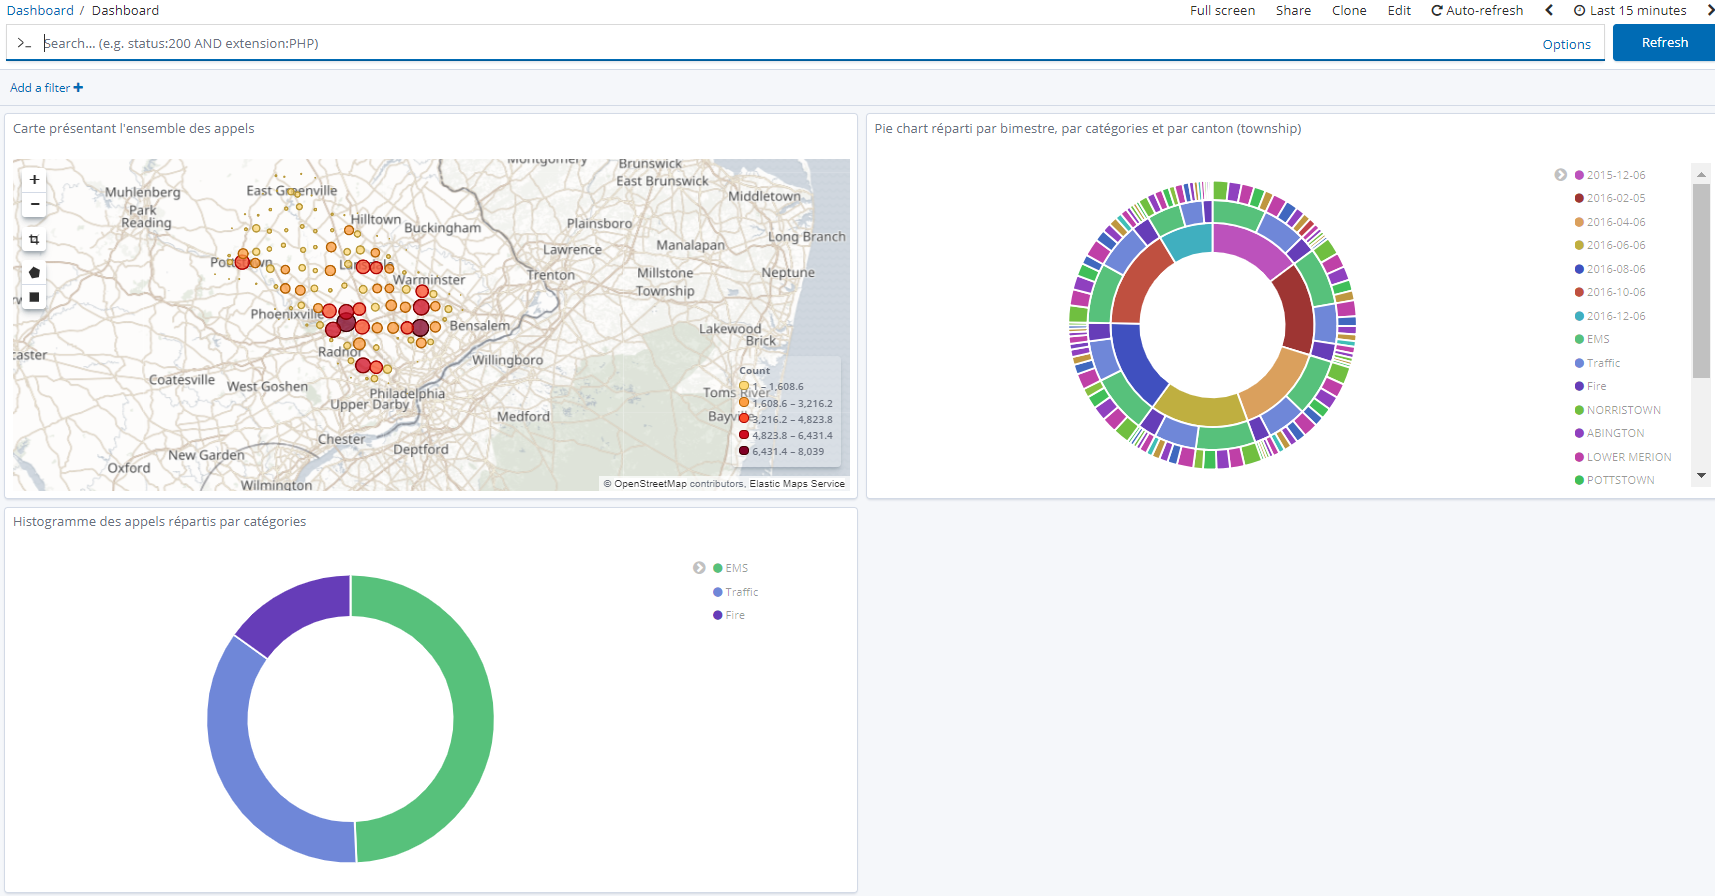 Dashboard / Dashboard
Full screen Share Clone Edit Auto-refresh Last 15 minutes
>_ Search... (e.g. status:200 AND extension:PHP)
Options
Refresh
Add a filter +
Carte présentant l'ensemble des appels
+
−
Montgomery
Brunswick
East Brunswick
Muhlenberg
East Greenville
Middletown
Park
Reading
Hilltown
Buckingham
Plainsboro
Long Branch
Lawrence
Manalapan
Trenton
Millstone
Township
Neptune
Warminster
Phoenixville
Bensalem
Lakewood
Brick
caster
Radnor
Willingboro
Coatesville
West Goshen
Philadelphia
Upper Darby
Medford
Toms River
Chester
Deptford
New Garden
Oxford
Wilmington
Count
1 – 1,608.6
1,608.6 – 3,216.2
3,216.2 – 4,823.8
4,823.8 – 6,431.4
6,431.4 – 8,039
© OpenStreetMap contributors, Elastic Maps Service
Pie chart réparti par bimestre, par catégories et par canton (township)
2015-12-06
2016-02-05
2016-04-06
2016-06-06
2016-08-06
2016-10-06
2016-12-06
EMS
Traffic
Fire
NORRISTOWN
ABINGTON
LOWER MERION
POTTSTOWN
Histogramme des appels répartis par catégories
EMS
Traffic
Fire